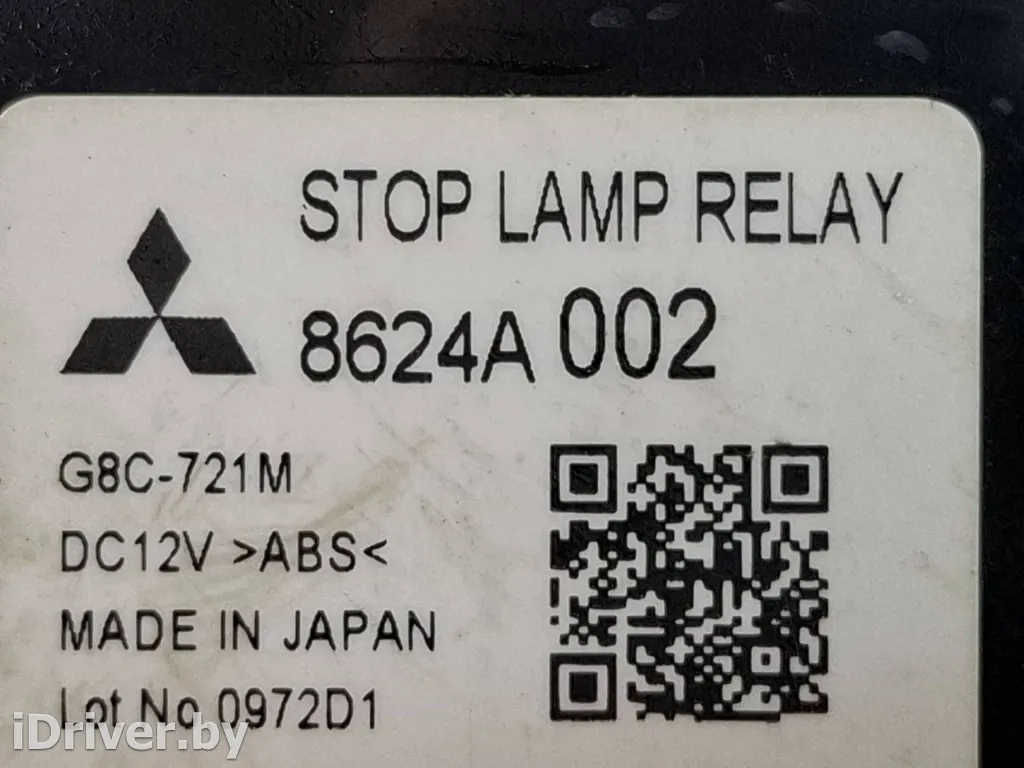 STOP LAMP RELAY
8624A 002
G8C-721M
DC12V >ABS<
MADE IN JAPAN
Lot No 0972D1
iDriver.by